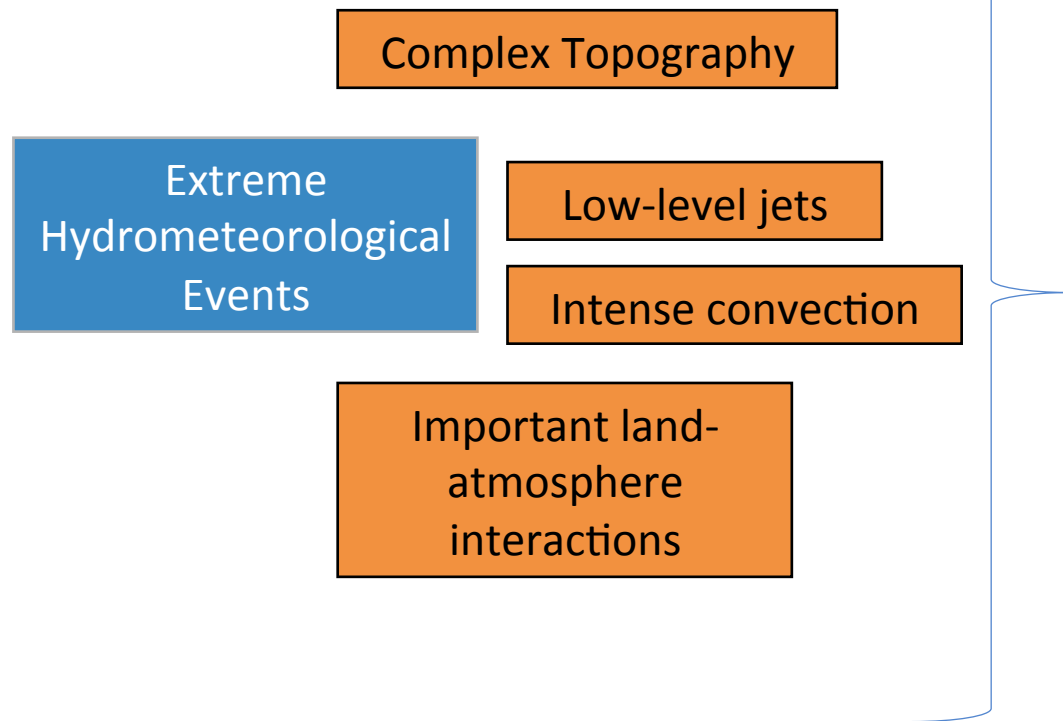 Complex Topography
Extreme
Hydrometeorological
Events
Low-level jets
Intense convection
Important land-
atmosphere
interactions